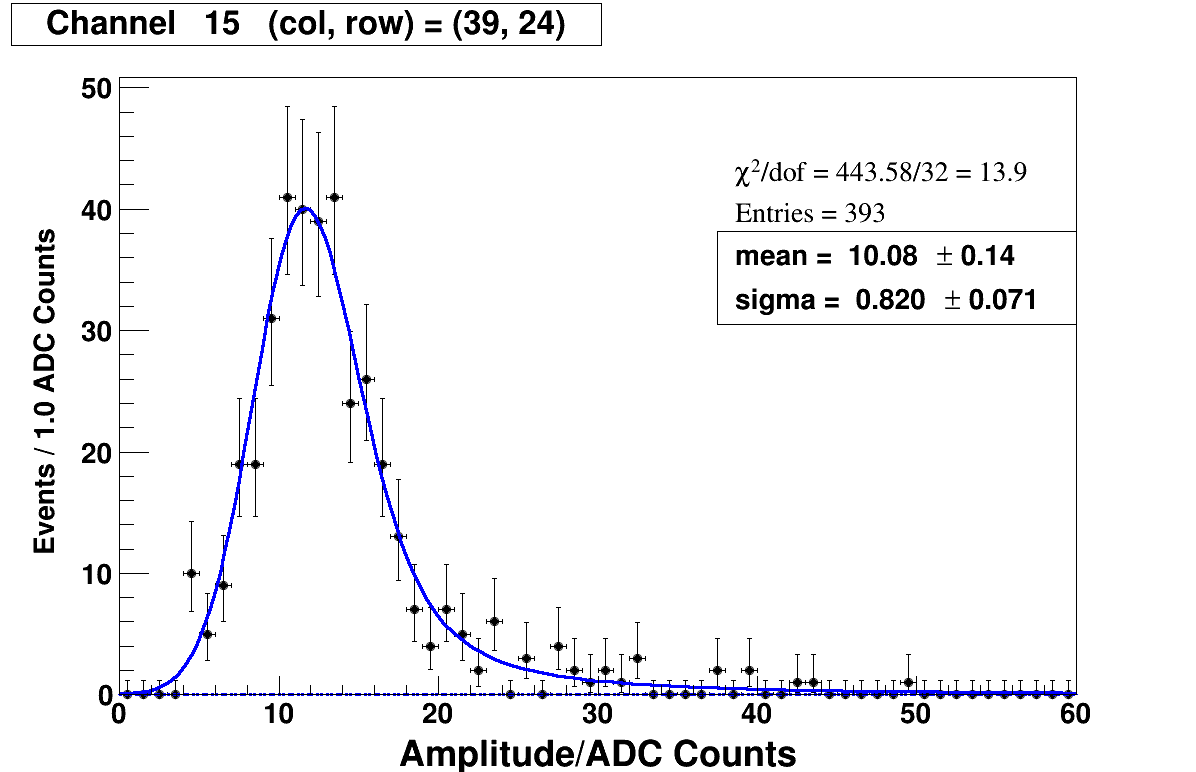 Channel 15 (col, row) = (39, 24)
50
40
30
20
10
0
Events / 1.0 ADC Counts
χ²/dof = 443.58/32 = 13.9
Entries = 393
mean = 10.08 ± 0.14
sigma = 0.820 ± 0.071
0 10 20 30 40 50 60
Amplitude/ADC Counts